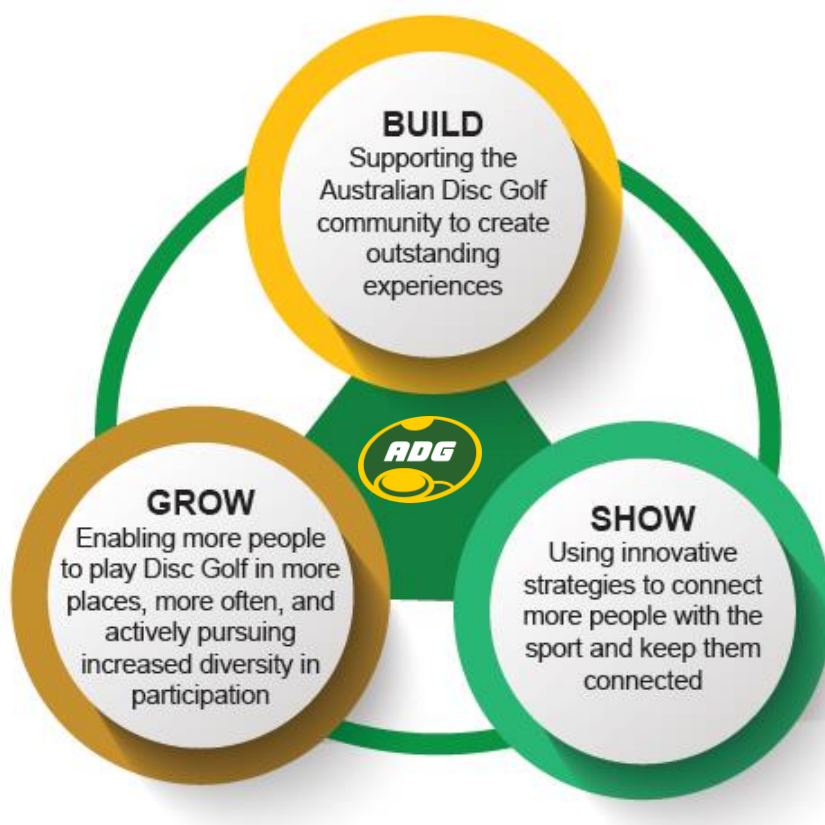 BUILD
Supporting the
Australian Disc Golf
community to create
outstanding
experiences
ADG
GROW
Enabling more people
to play Disc Golf in more
places, more often, and
actively pursuing
increased diversity in
participation
SHOW
Using innovative
strategies to connect
more people with the
sport and keep them
connected